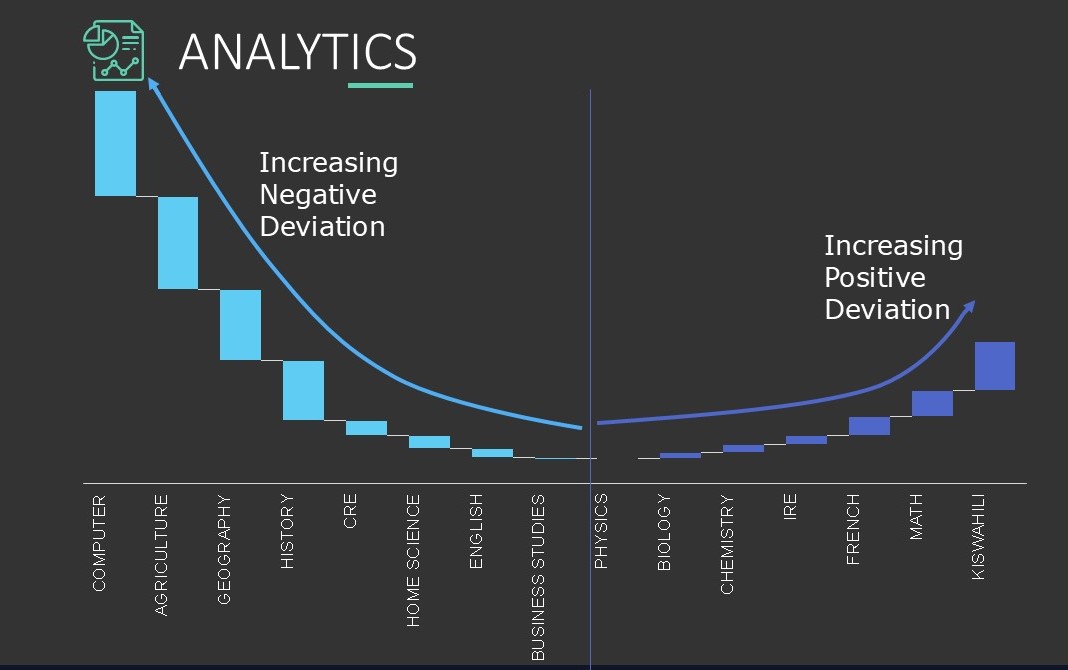 ANALYTICS
Increasing
Negative
Deviation
Increasing
Positive
Deviation
COMPUTER
AGRICULTURE
GEOGRAPHY
HISTORY
CRE
HOME SCIENCE
ENGLISH
BUSINESS STUDIES
PHYSICS
BIOLOGY
CHEMISTRY
IRE
FRENCH
MATH
KISWAHILI